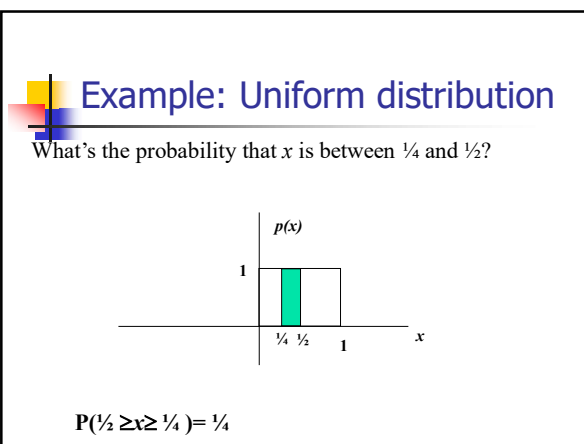 Example: Uniform distribution
What’s the probability that x is between ¼ and ½?
p(x)
1
¼ ½
1
x
P(½ ≥x≥ ¼ )= ¼